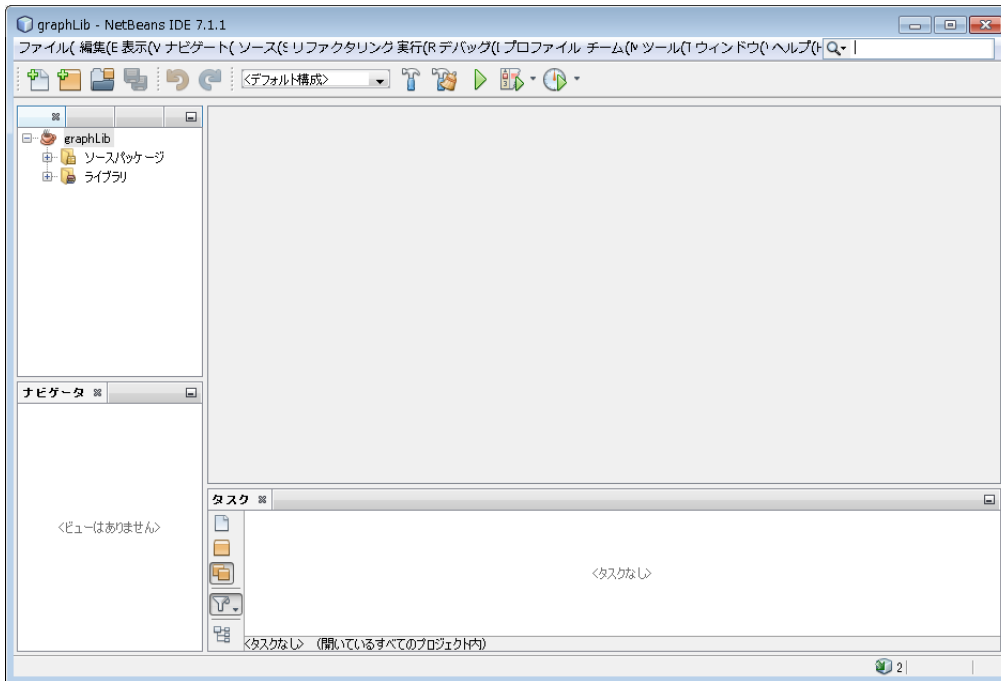 graphLib - NetBeans IDE 7.1.1
ファイル( 編集(E 表示(V ナビゲート( ソース(S リファクタリング 実行(R デバッグ(I プロファイル チーム(M ツール(T ウィンドウ( ヘルプ(H
<デフォルト構成>
graphLib
ソースパッケージ
ライブラリ
ナビゲータ
<ビューはありません>
タスク
<タスクなし>
<タスクなし> (開いているすべてのプロジェクト内)
2